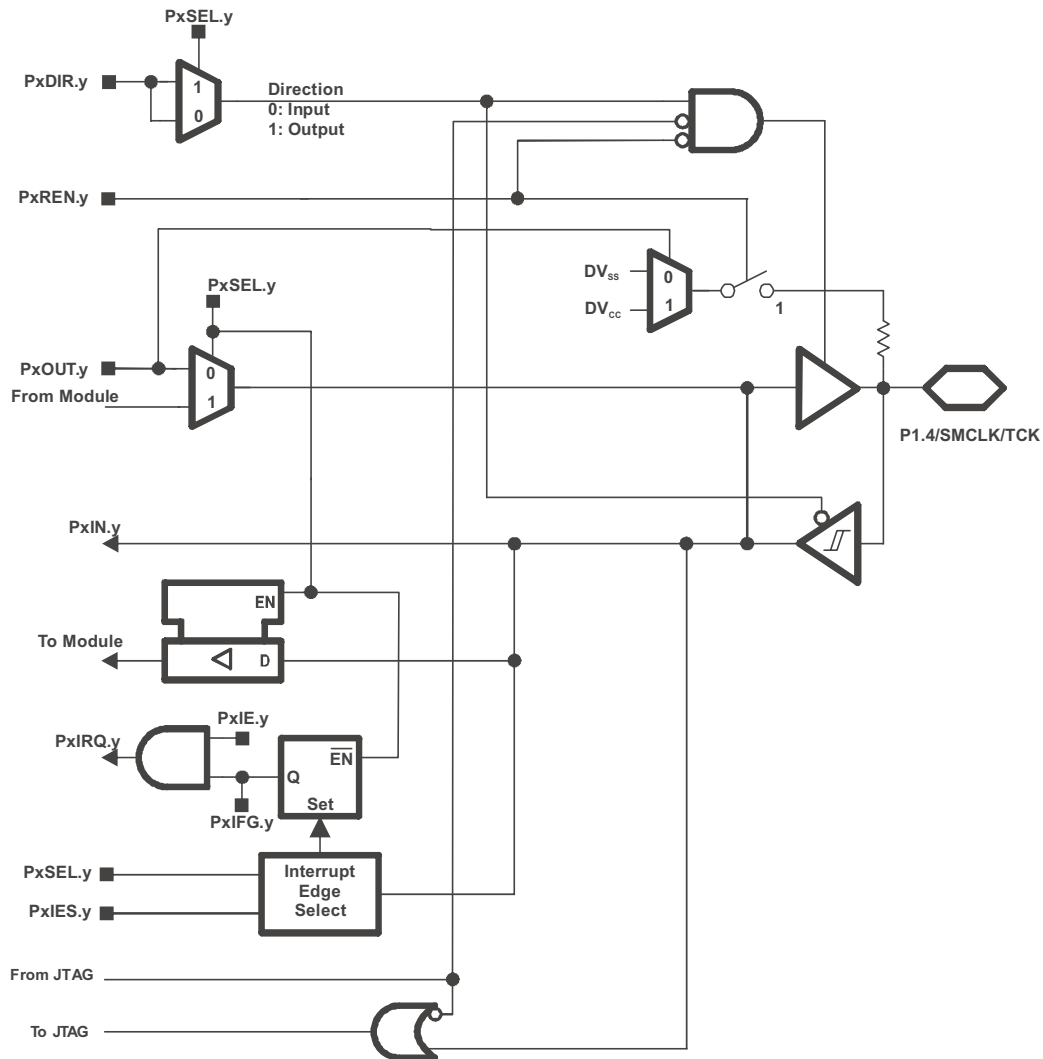 PxSEL.y
PxDIR.y
1
0
Direction
0: Input
1: Output
PxREN.y
DVss
0
DVcc
1
1
PxSEL.y
PxOUT.y
0
From Module
1
P1.4/SMCLK/TCK
PxIN.y
EN
To Module
D
PxIE.y
PxIRQ.y
EN
Q
Set
PxIFG.y
PxSEL.y
Interrupt
Edge
Select
PxIES.y
From JTAG
To JTAG